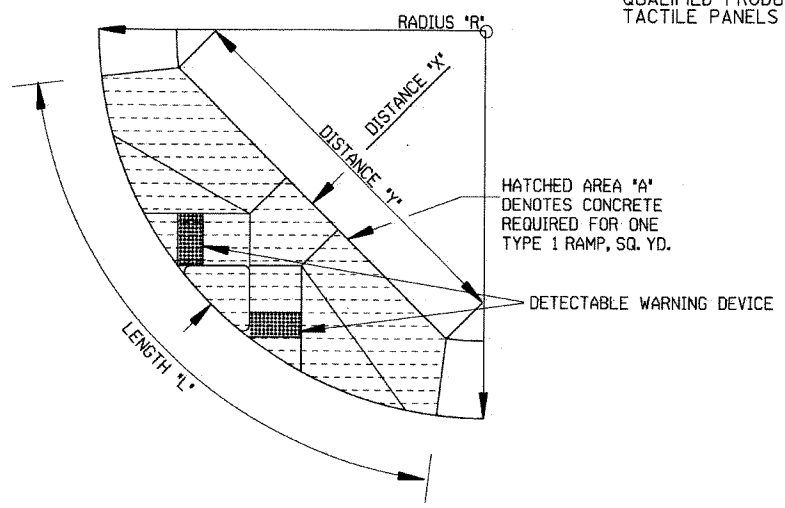 QUALIFIED PRODU
TACTILE PANELS
RADIUS "R"
DISTANCE "X"
DISTANCE "Y"
HATCHED AREA "A"
DENOTES CONCRETE
REQUIRED FOR ONE
TYPE 1 RAMP, SQ. YD.
DETECTABLE WARNING DEVICE
LENGTH "L"